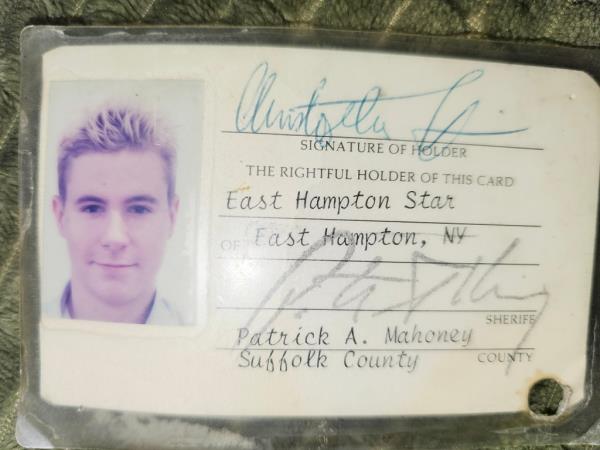 SIGNATURE OF HOLDER
THE RIGHTFUL HOLDER OF THIS CARD
East Hampton Star
OF East Hampton, NY
SHERIFF
Patrick A. Mahoney
Suffolk County COUNTY